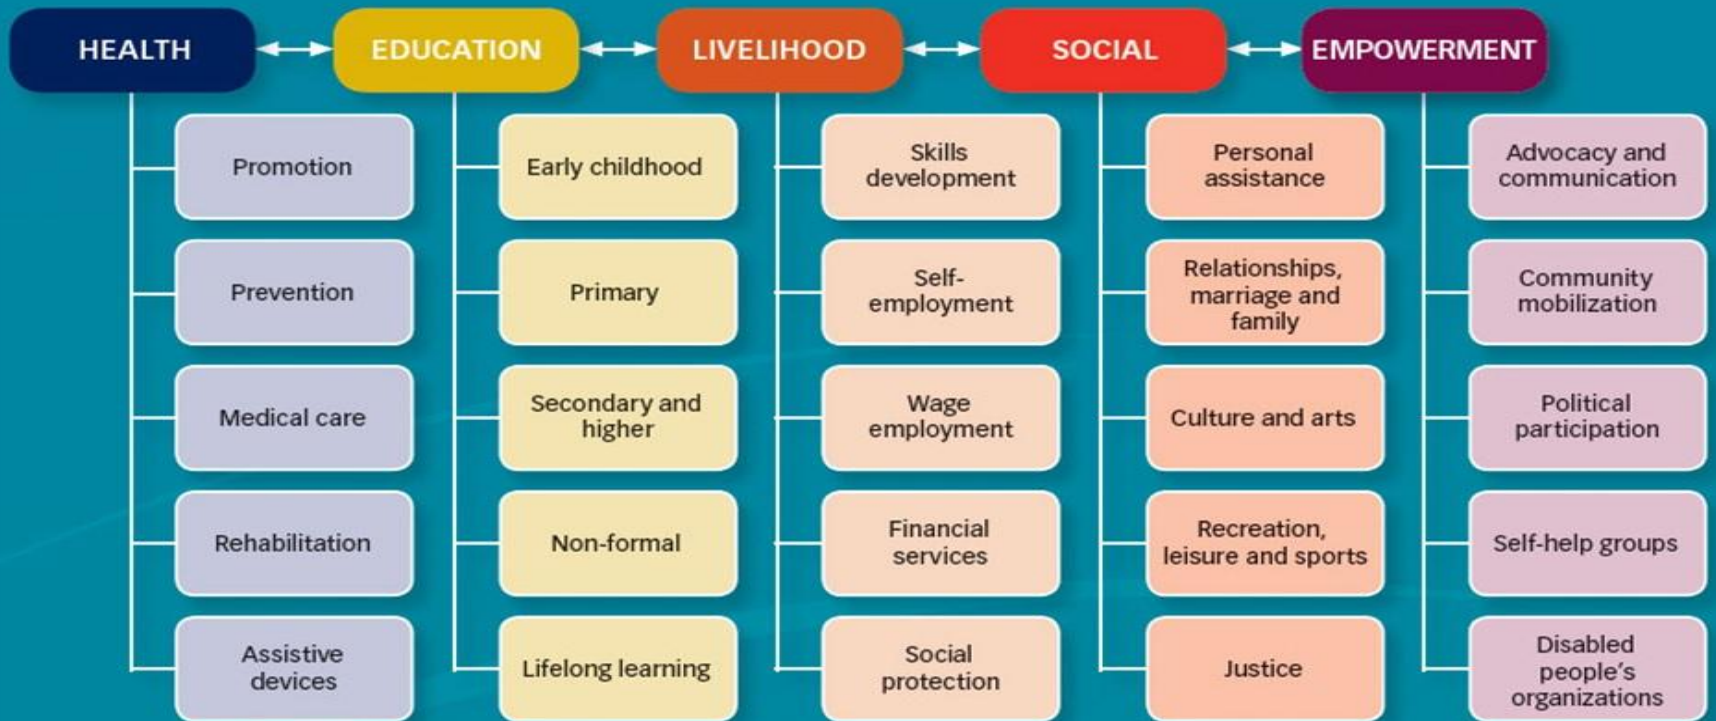 HEALTH
EDUCATION
LIVELIHOOD
SOCIAL
EMPOWERMENT
Promotion
Prevention
Medical care
Rehabilitation
Assistive
devices
Early childhood
Primary
Secondary and
higher
Non-formal
Lifelong learning
Skills
development
Self-
employment
Wage
employment
Financial
services
Social
protection
Personal
assistance
Relationships,
marriage and
family
Culture and arts
Recreation,
leisure and sports
Justice
Advocacy and
communication
Community
mobilization
Political
participation
Self-help groups
Disabled
people's
organizations